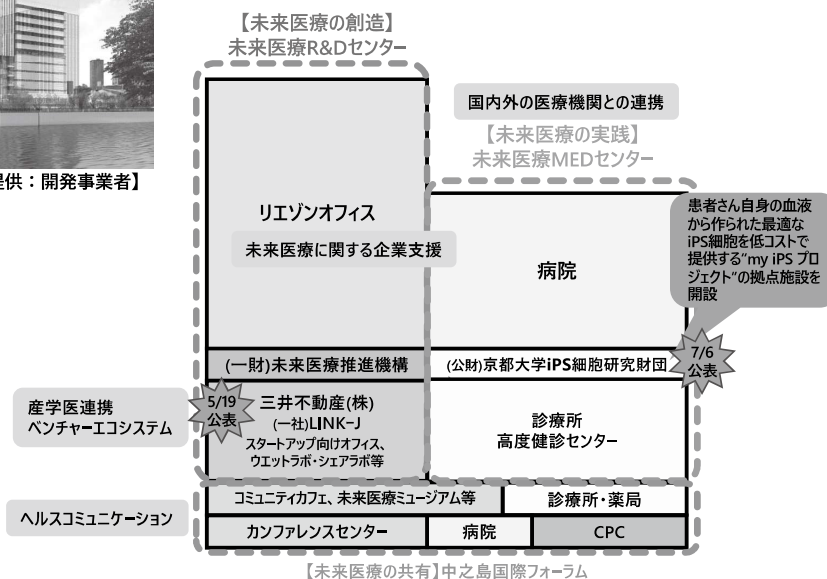 【未来医療の創造】
未来医療R&Dセンター
国内外の医療機関との連携
【未来医療の実践】
未来医療MEDセンター
提供：開発事業者】
リエゾンオフィス
未来医療に関する企業支援
病院
患者さん自身の血液
から作られた最適な
iPS細胞を低コストで
提供する“my iPS プロ
ジェクト“の拠点施設を
開設
(一財)未来医療推進機構
(公財)京都大学iPS細胞研究財団
7/6
公表
産学医連携
ベンチャーエコシステム
5/19
公表
三井不動産(株)
(一社)LINK-J
スタートアップ向けオフィス、
ウエットラボ・シェアラボ等
診療所
高度健診センター
ヘルスコミュニケーション
コミュニティカフェ、未来医療ミュージアム等
診療所・薬局
カンファレンスセンター
病院
CPC
【未来医療の共有】中之島国際フォーラム